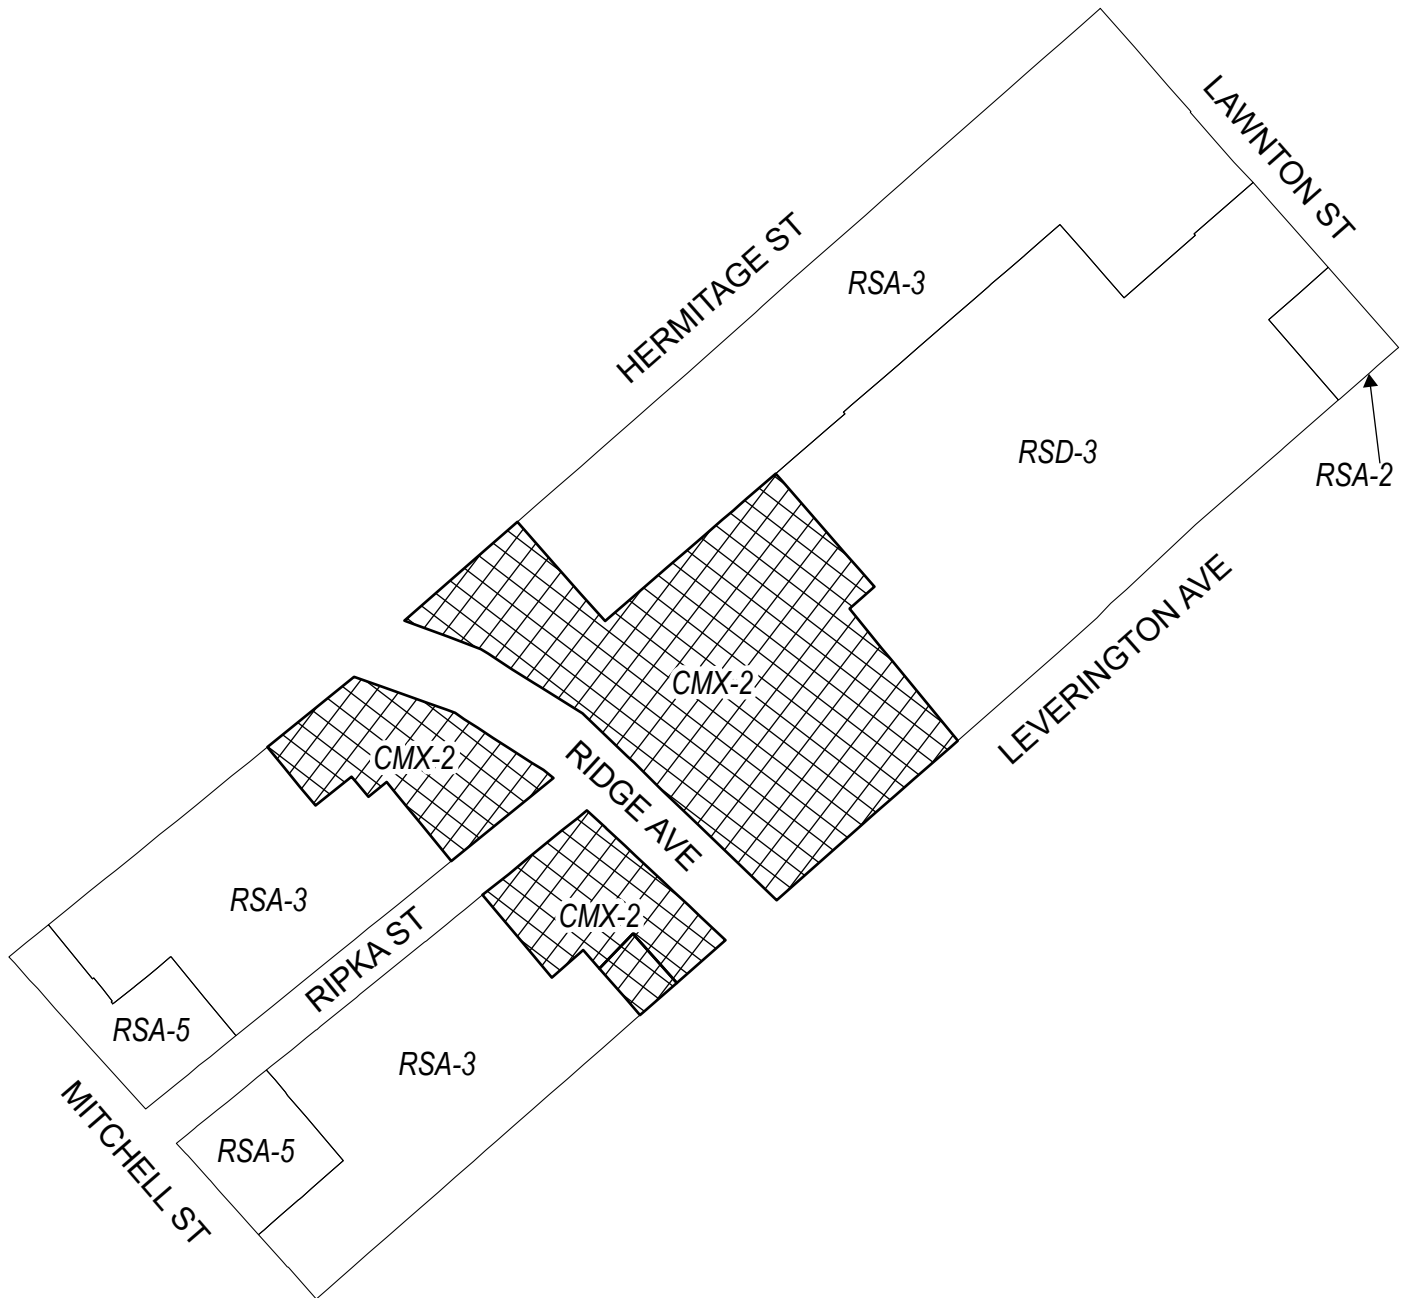 LAWNTON ST
HERMITAGE ST
RSA-3
RSD-3
RSA-2
LEVERINGTON AVE
CMX-2
CMX-2
RIDGE AVE
RSA-3
CMX-2
RIPKA ST
RSA-5
RSA-3
MITCHELL ST
RSA-5